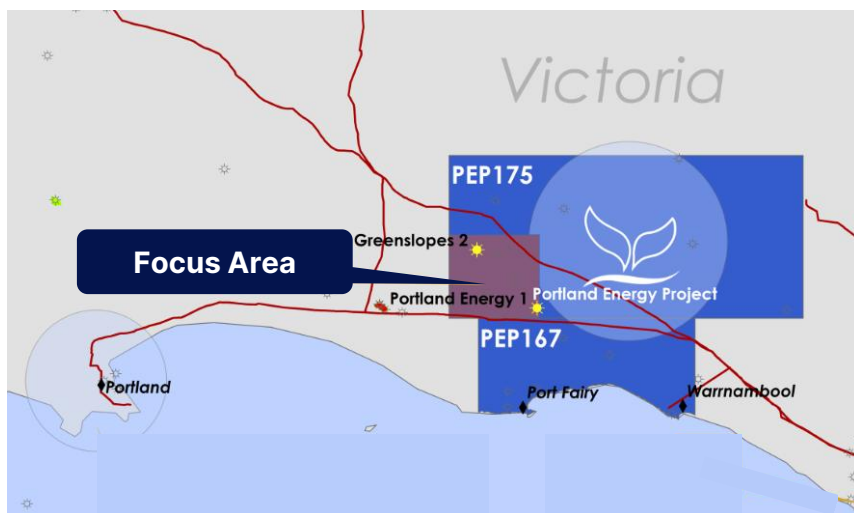 Victoria
PEP175
Greenslopes 2
Focus Area
Portland Energy 1
Portland Energy Project
PEP167
Portland
Port Fairy
Warrnambool